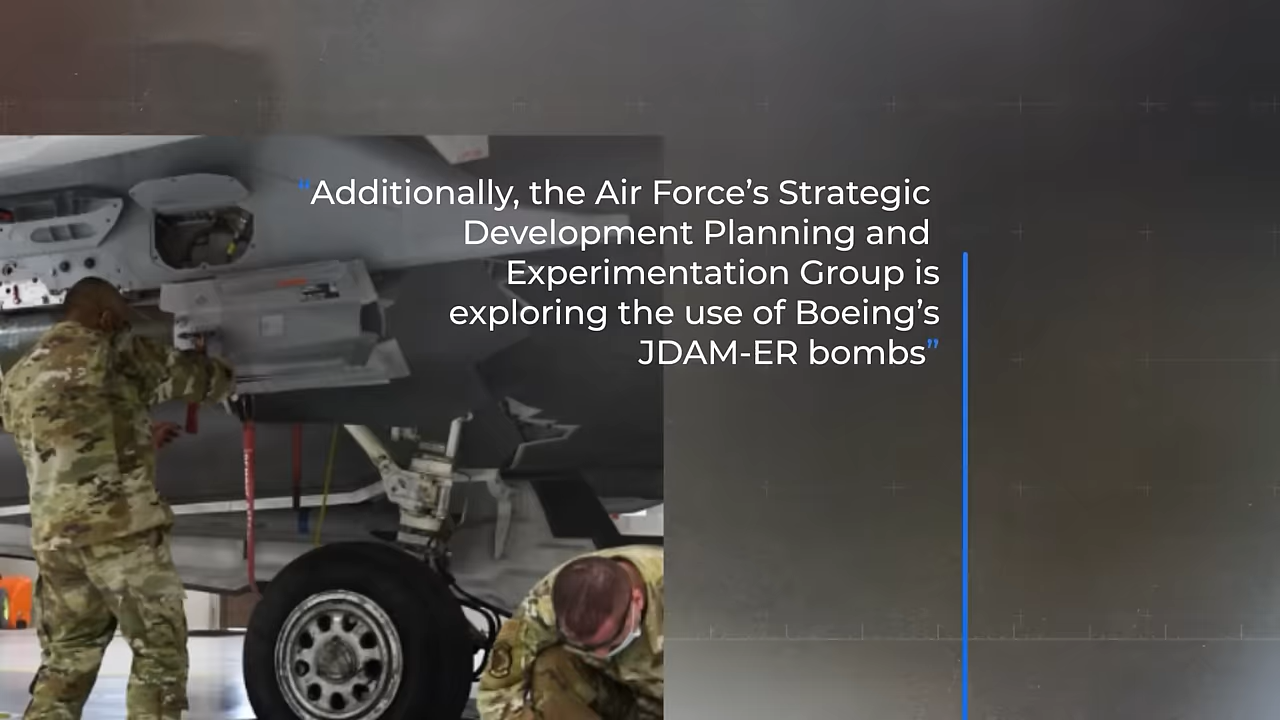 “Additionally, the Air Force’s Strategic
Development Planning and
Experimentation Group is
exploring the use of Boeing’s
JDAM-ER bombs”